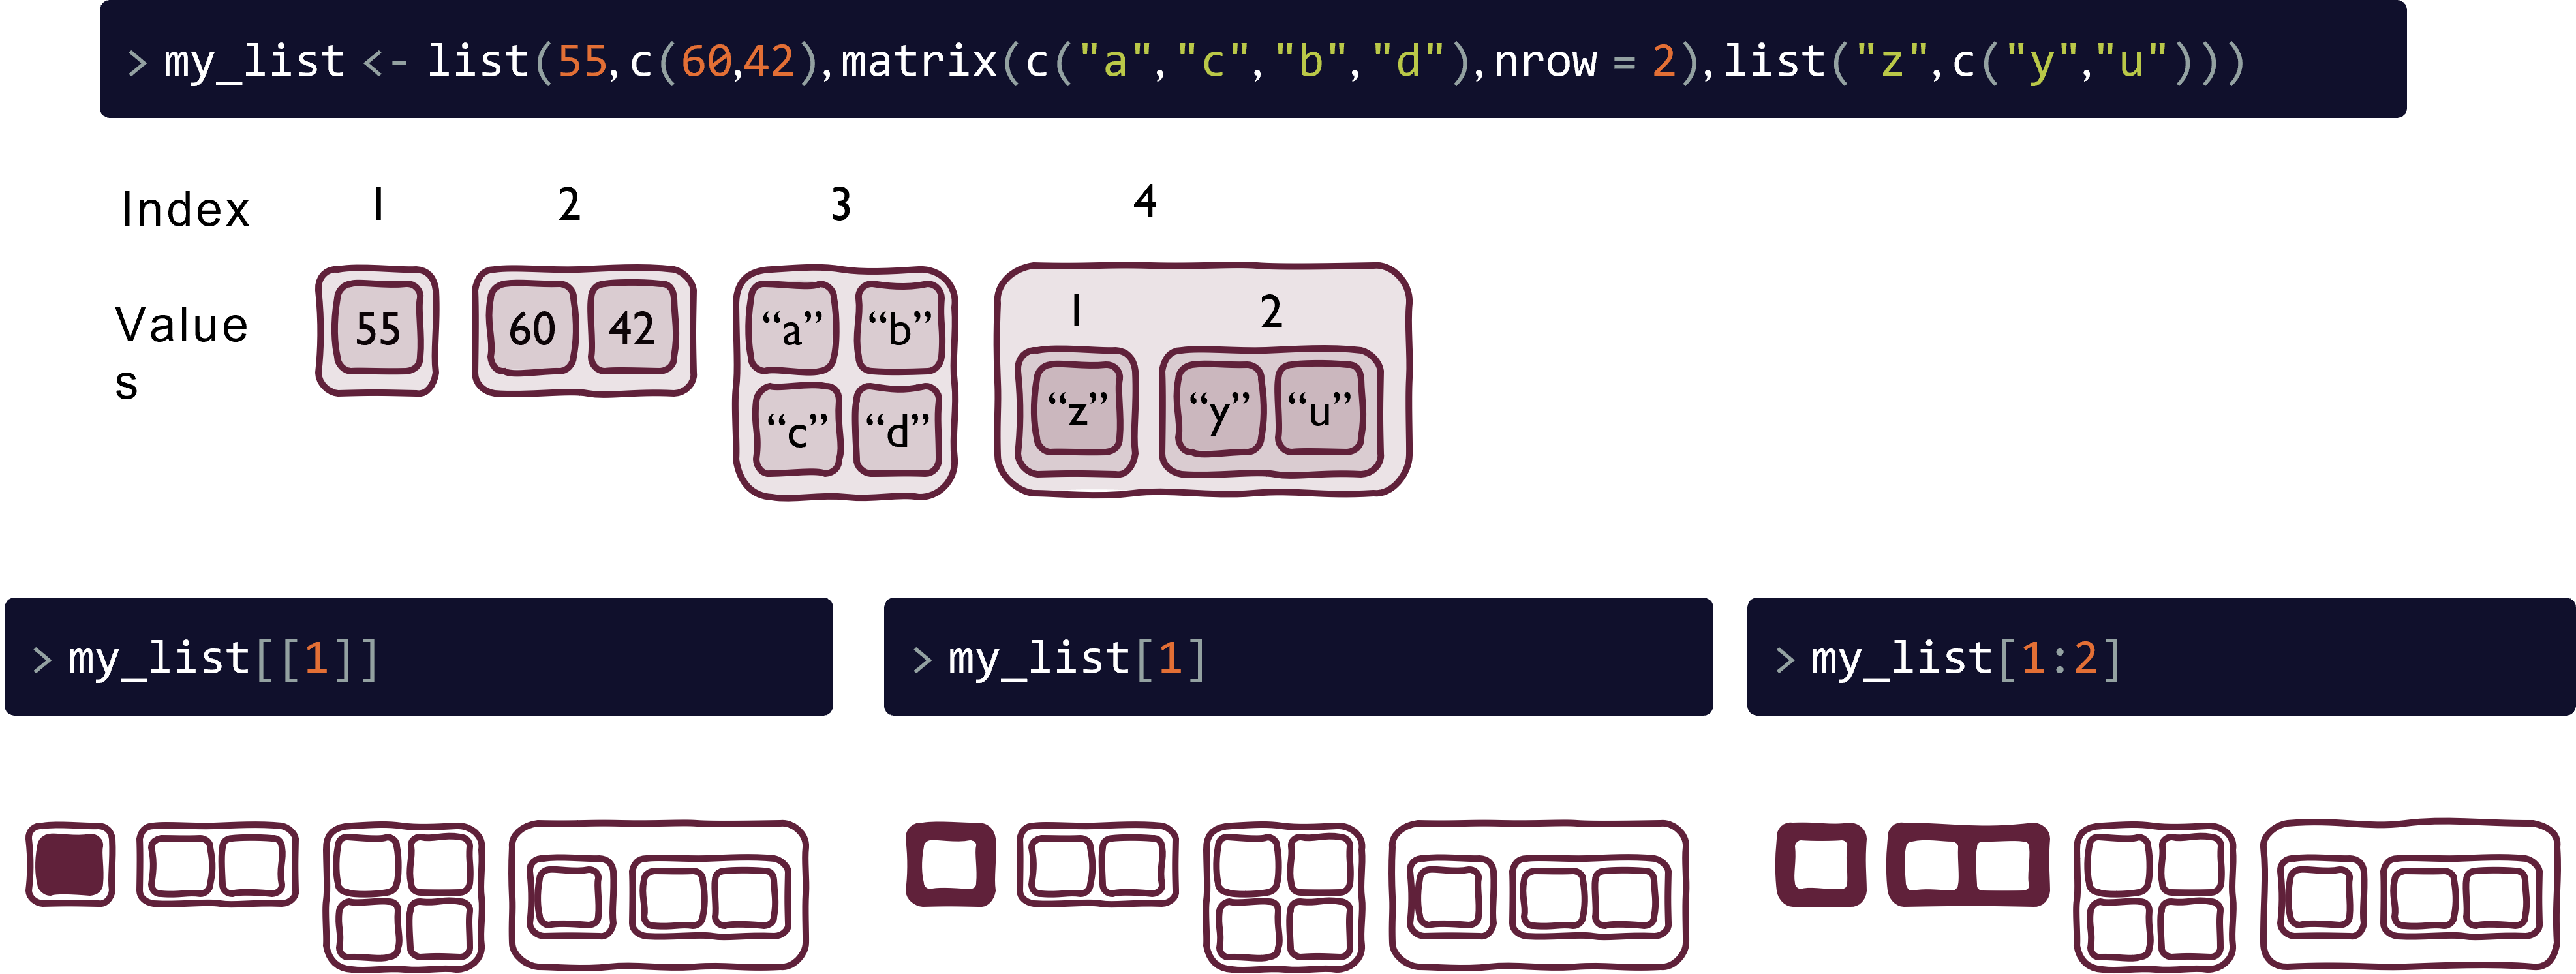 > my_list <- list(55,c(60,42),matrix(c("a","c","b","d"),nrow = 2),list("z",c("y","u")))
Index 1 2 3 4
Value
s
1 2
55 60 42 “a” “b”
“c” “d” “z” “y” “u”
> my_list[[1]]
> my_list[1]
> my_list[1:2]